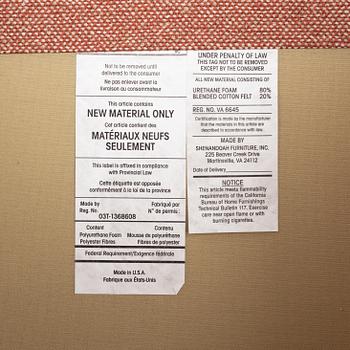 Not to be removed until
delivered to the consumer
Ne pas enlever avant la
livraison au consommateur
This article contains
NEW MATERIAL ONLY
Cet article contient des
MATÉRIAUX NEUFS
SEULEMENT
This label is affixed in compliance
with Provincial Law
Cette étiquette est apposée
conformément à la loi de la province
Made by
Reg. No.
Fabriqué par
N° de permis :
03T-1368608
Content
Polyurethane Foam
Polyester Fibres
Contenu
Mousse de polyuréthane
Fibres de polyester
Federal Requirement/Exigence fédérale
Made in U.S.A.
Fabrique aux États-Unis
UNDER PENALTY OF LAW
THIS TAG NOT TO BE REMOVED
EXCEPT BY THE CONSUMER
ALL NEW MATERIAL CONSISTING OF
URETHANE FOAM 80%
BLENDED COTTON FELT 20%
REG. NO. VA 6645
Certification is made by the manufacturer
that the materials in this article are
described in accordance with law.
MADE BY
SHENANDOAH FURNITURE, INC.
225 Beaver Creek Drive
Martinsville, VA 24112
Date of Delivery
NOTICE
This article meets flammability
requirements of the California
Bureau of Home Furnishings
Technical Bulletin 117. Exercise
care near open flame or with
burning cigarettes.